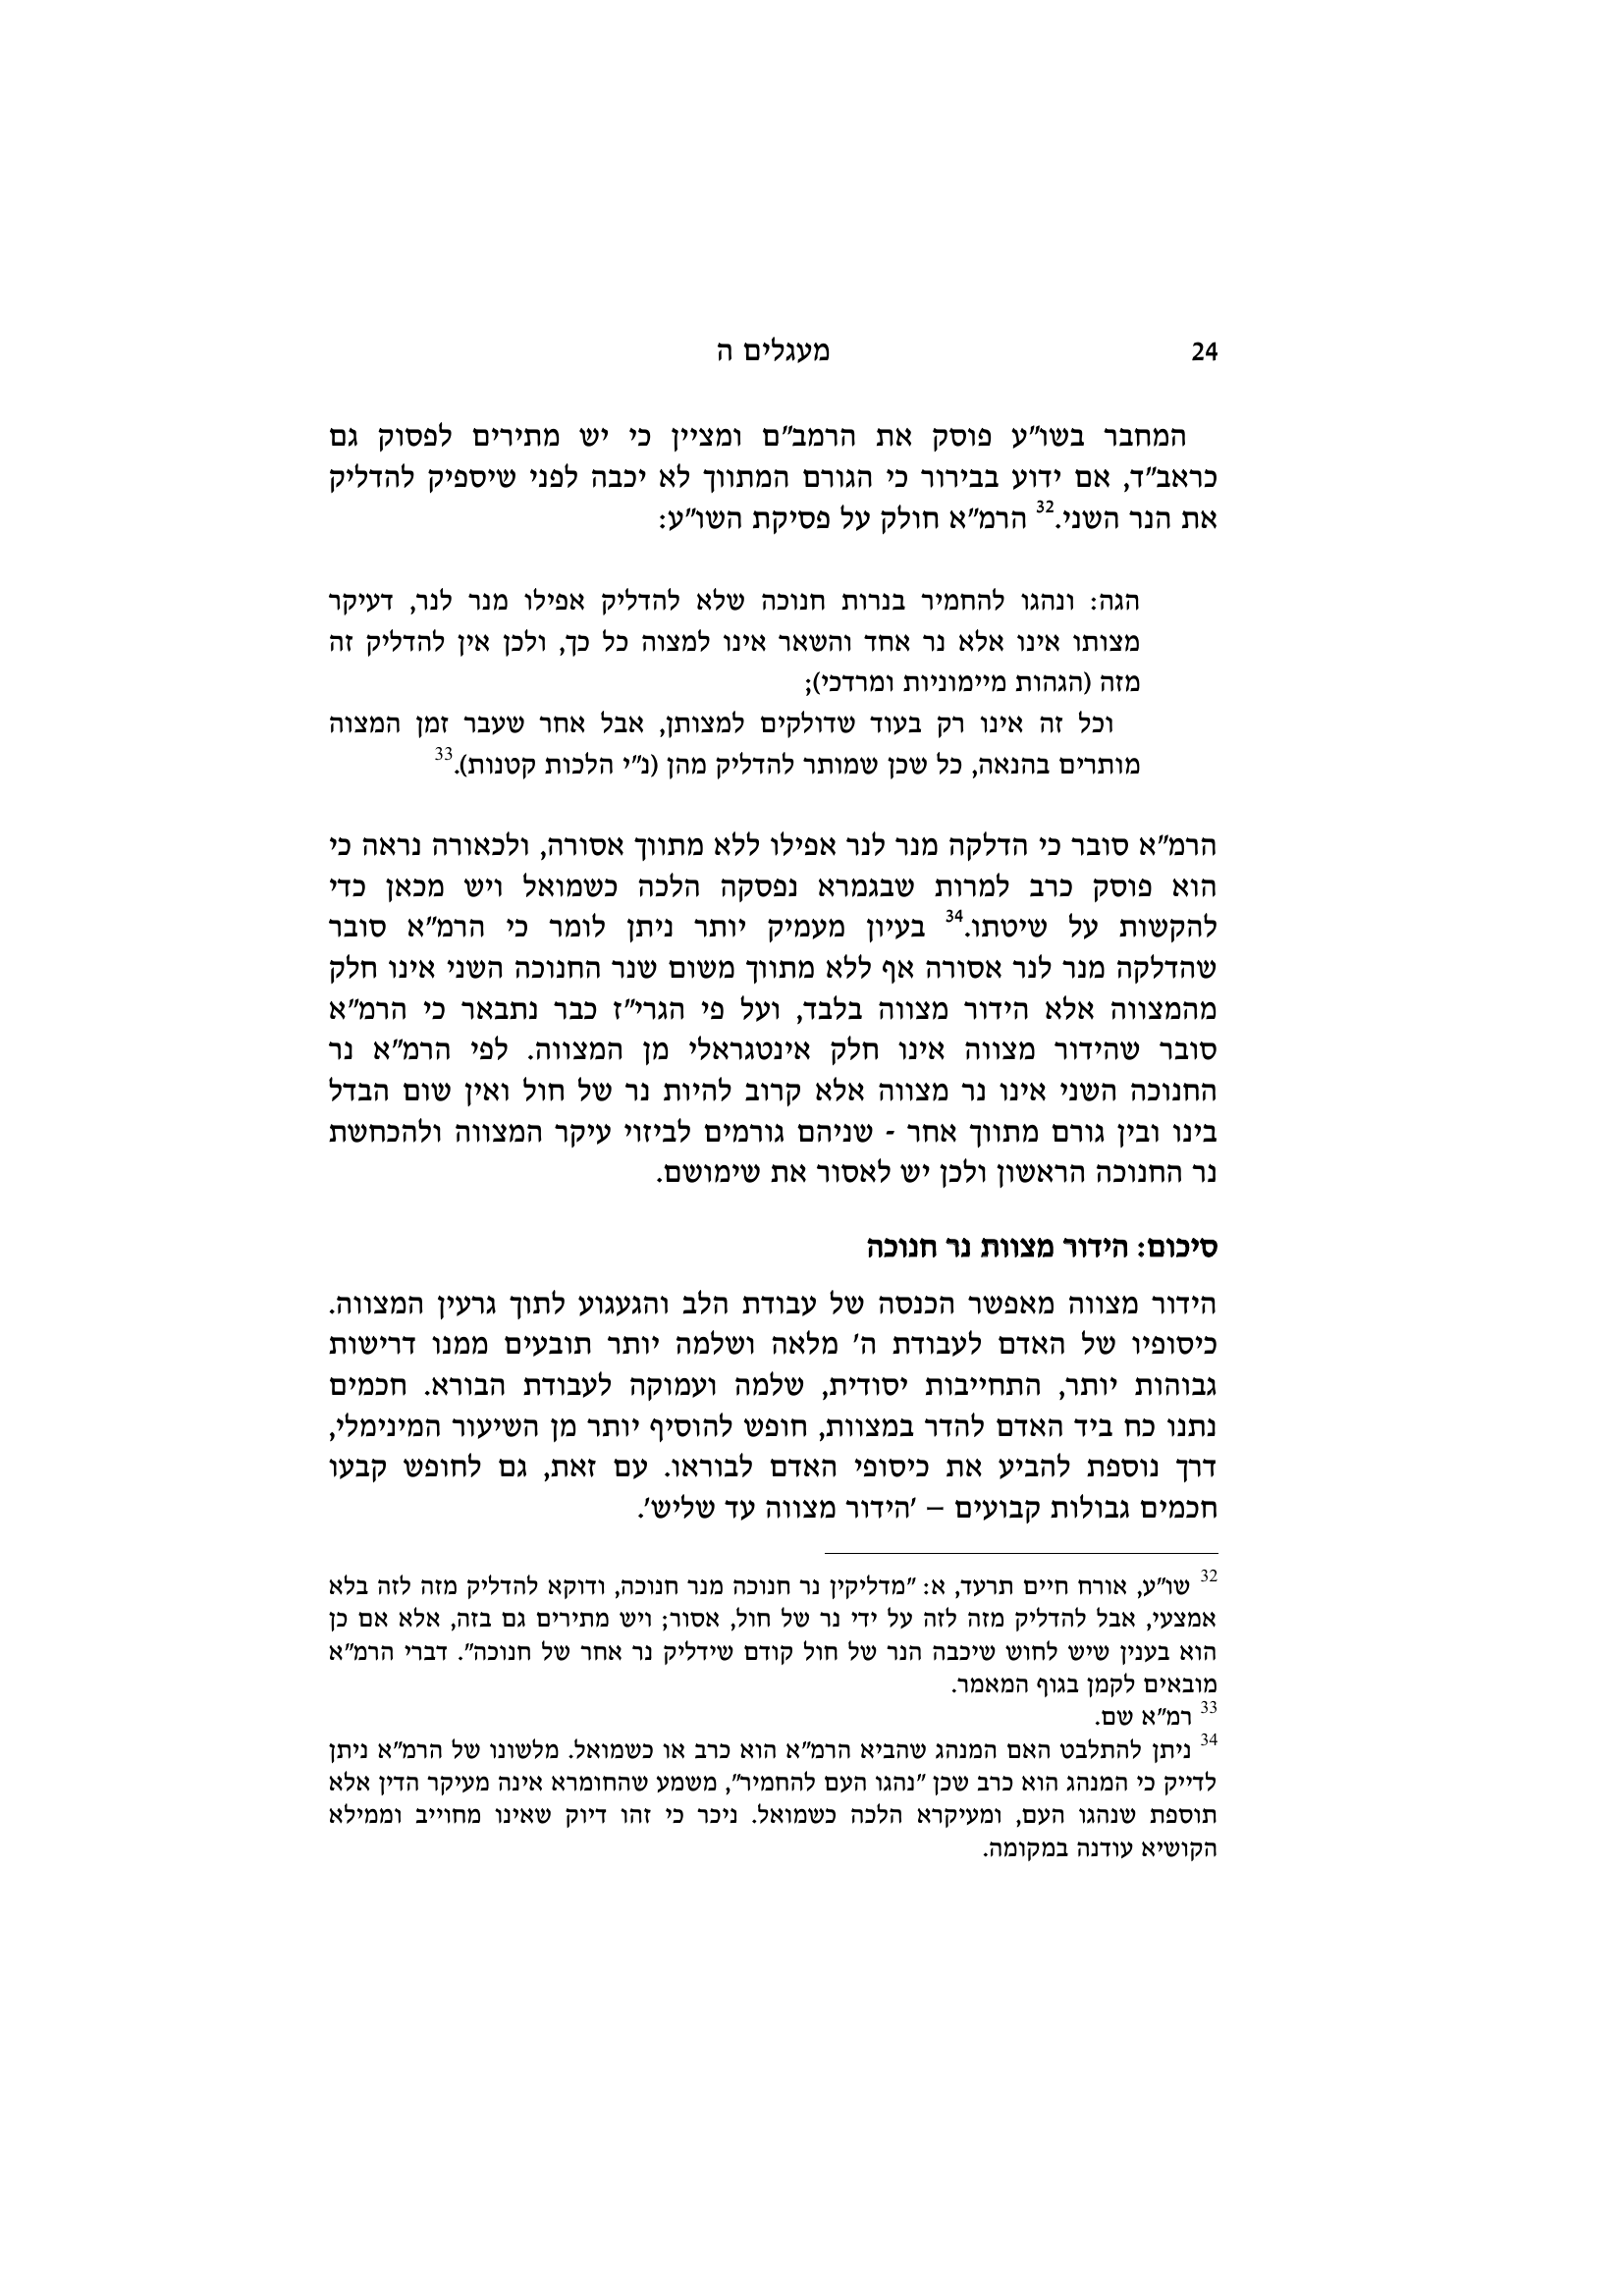 24 מעגלים ה
המחבר בשו"ע פוסק את הרמב"ם ומציין כי יש מתירים לפסוק גם
כראב"ד, אם ידוע בבירור כי הגורם המתווך לא יכבה לפני שיספיק להדליק
את הנר השני.32 הרמ"א חולק על פסיקת השו"ע:
הגה: ונהגו להחמיר בנרות חנוכה שלא להדליק אפילו מנר לנר, דעיקר
מצותו אינו אלא נר אחד והשאר אינו למצוה כל כך, ולכן אין להדליק זה
מזה (הגהות מיימוניות ומרדכי);
וכל זה אינו רק בעוד שדולקים למצותן, אבל אחר שעבר זמן המצוה
מותרים בהנאה, כל שכן שמותר להדליק מהן (נ"י הלכות קטנות).33
הרמ"א סובר כי הדלקה מנר לנר אפילו ללא מתווך אסורה, ולכאורה נראה כי
הוא פוסק כרב למרות שבגמרא נפסקה הלכה כשמואל ויש מכאן כדי
להקשות על שיטתו.34 בעיון מעמיק יותר ניתן לומר כי הרמ"א סובר
שהדלקה מנר לנר אסורה אף ללא מתווך משום שנר החנוכה השני אינו חלק
מהמצווה אלא הידור מצווה בלבד, ועל פי הגרי"ז כבר נתבאר כי הרמ"א
סובר שהידור מצווה אינו חלק אינטגראלי מן המצווה. לפי הרמ"א נר
החנוכה השני אינו נר מצווה אלא קרוב להיות נר של חול ואין שום הבדל
בינו ובין גורם מתווך אחר - שניהם גורמים לביזוי עיקר המצווה ולהכחשת
נר החנוכה הראשון ולכן יש לאסור את שימושם.
סיכום: הידור מצוות נר חנוכה
הידור מצווה מאפשר הכנסה של עבודת הלב והגעגוע לתוך גרעין המצווה.
כיסופיו של האדם לעבודת ה' מלאה ושלמה יותר תובעים ממנו דרישות
גבוהות יותר, התחייבות יסודית, שלמה ועמוקה לעבודת הבורא. חכמים
נתנו כח ביד האדם להדר במצוות, חופש להוסיף יותר מן השיעור המינימלי,
דרך נוספת להביע את כיסופי האדם לבוראו. עם זאת, גם לחופש קבעו
חכמים גבולות קבועים – 'הידור מצווה עד שליש'.
32 שו"ע, אורח חיים תרעד, א: "מדליקין נר חנוכה מנר חנוכה, ודוקא להדליק מזה לזה בלא
אמצעי, אבל להדליק מזה לזה על ידי נר של חול, אסור; ויש מתירים גם בזה, אלא אם כן
הוא בענין שיש לחוש שיכבה הנר של חול קודם שידליק נר אחר של חנוכה". דברי הרמ"א
מובאים לקמן בגוף המאמר.
33 רמ"א שם.
34 ניתן להתלבט האם המנהג שהביא הרמ"א הוא כרב או כשמואל. מלשונו של הרמ"א ניתן
לדייק כי המנהג הוא כרב שכן "נהגו העם להחמיר", משמע שהחומרא אינה מעיקר הדין אלא
תוספת שנהגו העם, ומעיקרא הלכה כשמואל. ניכר כי זהו דיוק שאינו מחוייב וממילא
הקושיא עודנה במקומה.